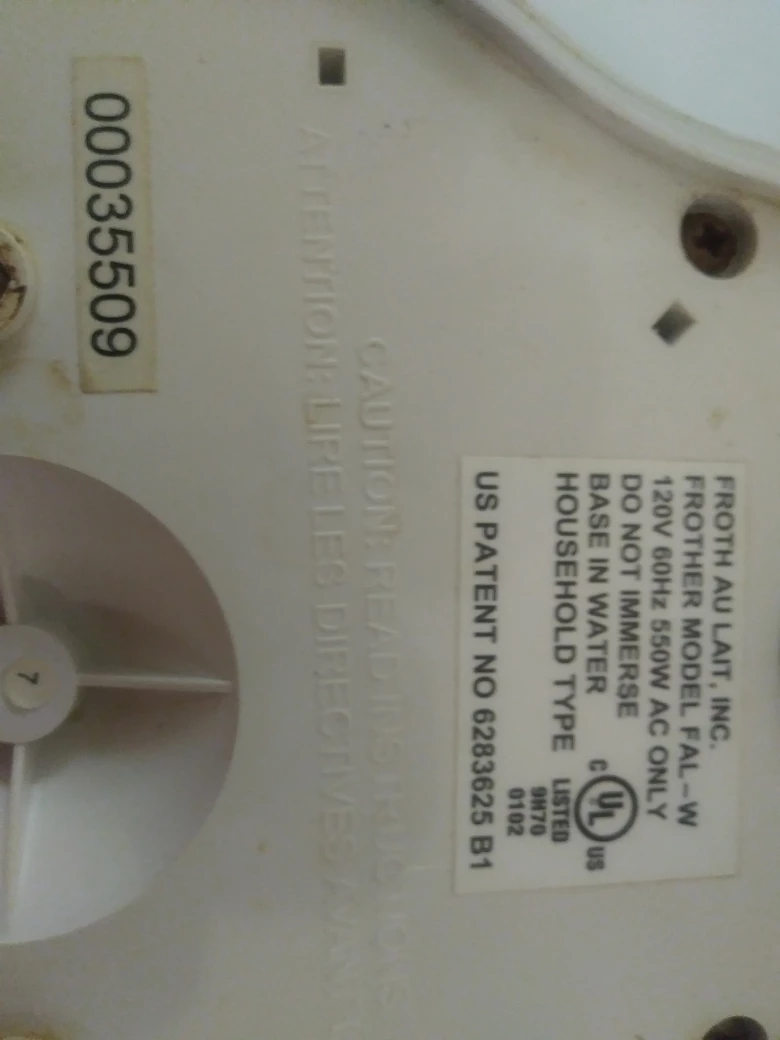 FROTH AU LAIT, INC.
FROTHER MODEL FAL-W
120V 60Hz 550W AC ONLY
DO NOT IMMERSE
BASE IN WATER
HOUSEHOLD TYPE
C UL US
LISTED
9H70
0102
US PATENT NO 6283625 B1
CAUTION: READ INSTRUCTIONS
ATTENTION: LIRE LES DIRECTIVES AVANT
00035509
7